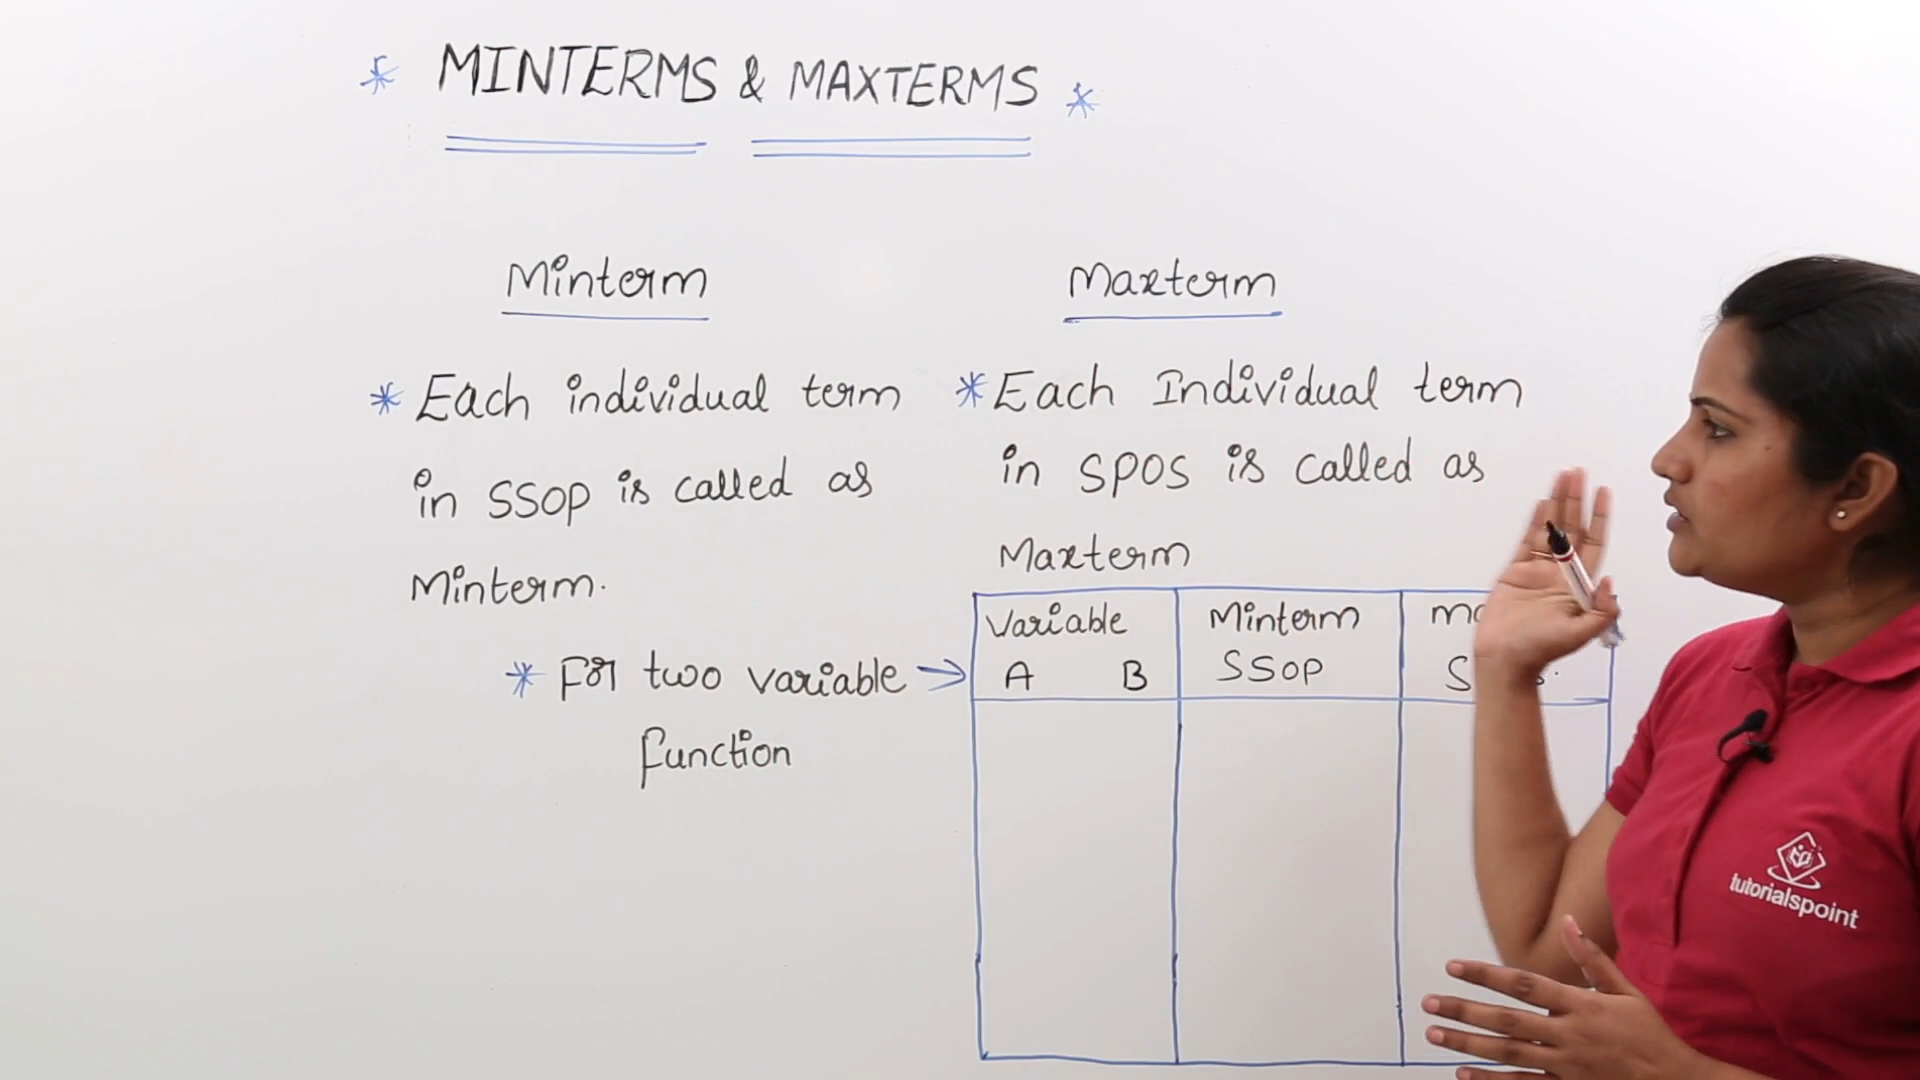 * MINTERMS & MAXTERMS *
Minterm
* Each individual term
in SSOP is called as
Minterm.
Maxterm
* Each Individual term
in SPOS is called as
Maxterm
* For two variable →
function
Variable
A B
Minterm
SSOP
tutorialspoint